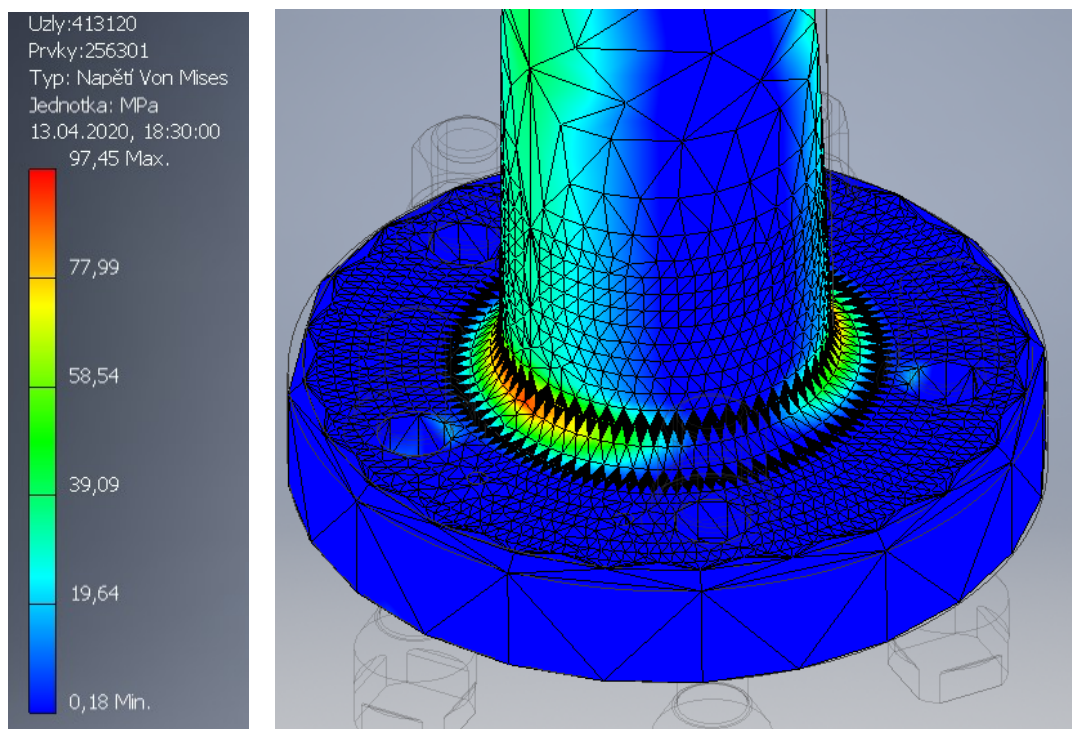 Uzly:413120
Prvky:256301
Typ: Napětí Von Mises
Jednotka: MPa
13.04.2020, 18:30:00
97,45 Max.
77,99
58,54
39,09
19,64
0,18 Min.